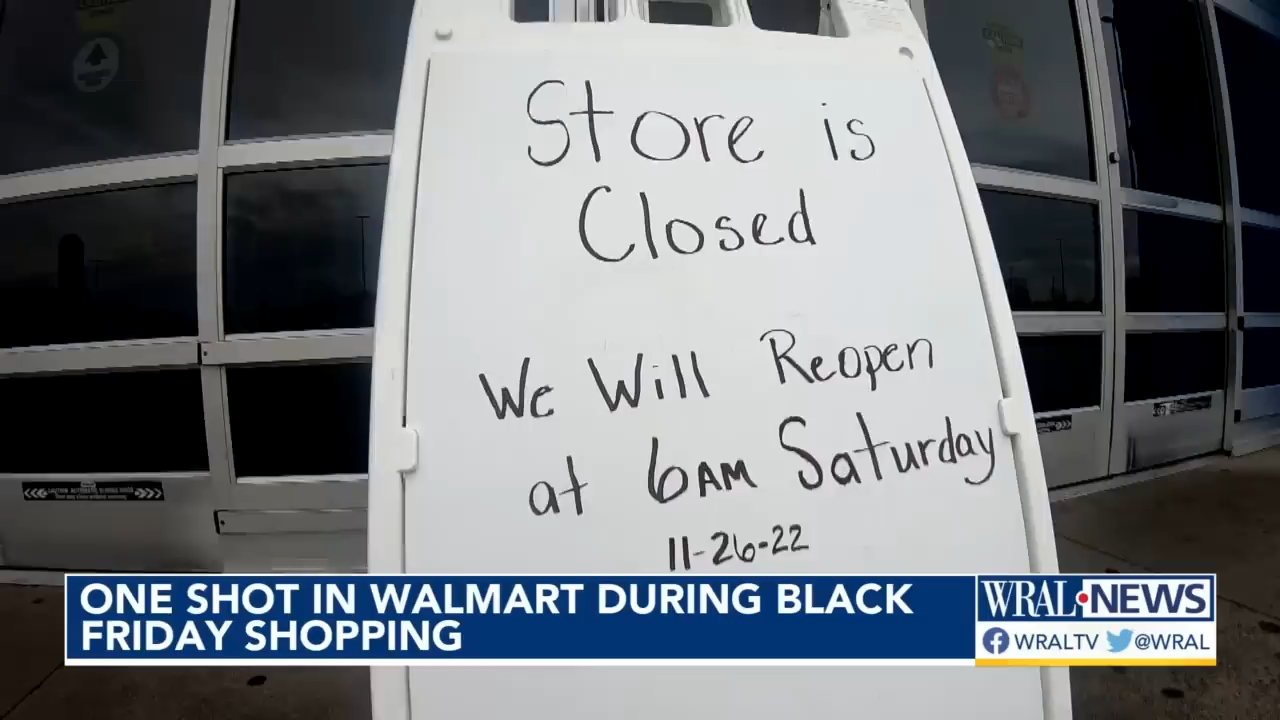 Store is
Closed
We Will Reopen
at 6AM Saturday
11-26-22
ONE SHOT IN WALMART DURING BLACK
FRIDAY SHOPPING
WRAL NEWS
WRALTV @WRAL